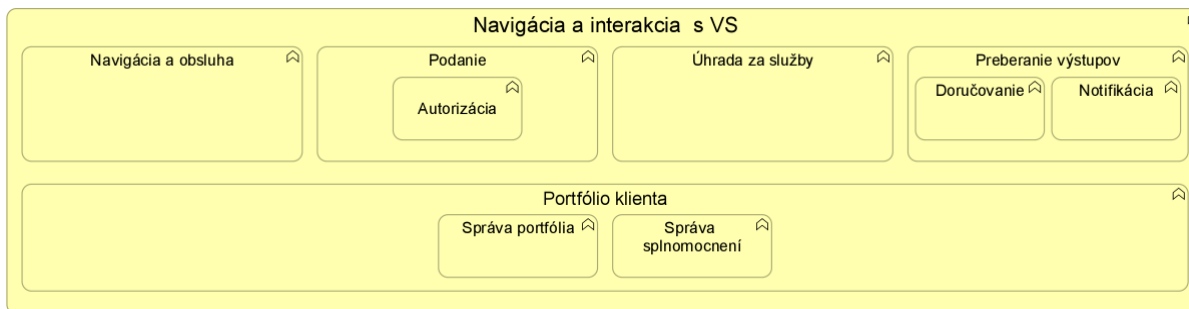 Navigácia a interakcia  s VS
Navigácia a obsluha
Podanie
Autorizácia
Úhrada za služby
Preberanie výstupov
Doručovanie
Notifikácia
Portfólio klienta
Správa portfólia
Správa
splnomocnení